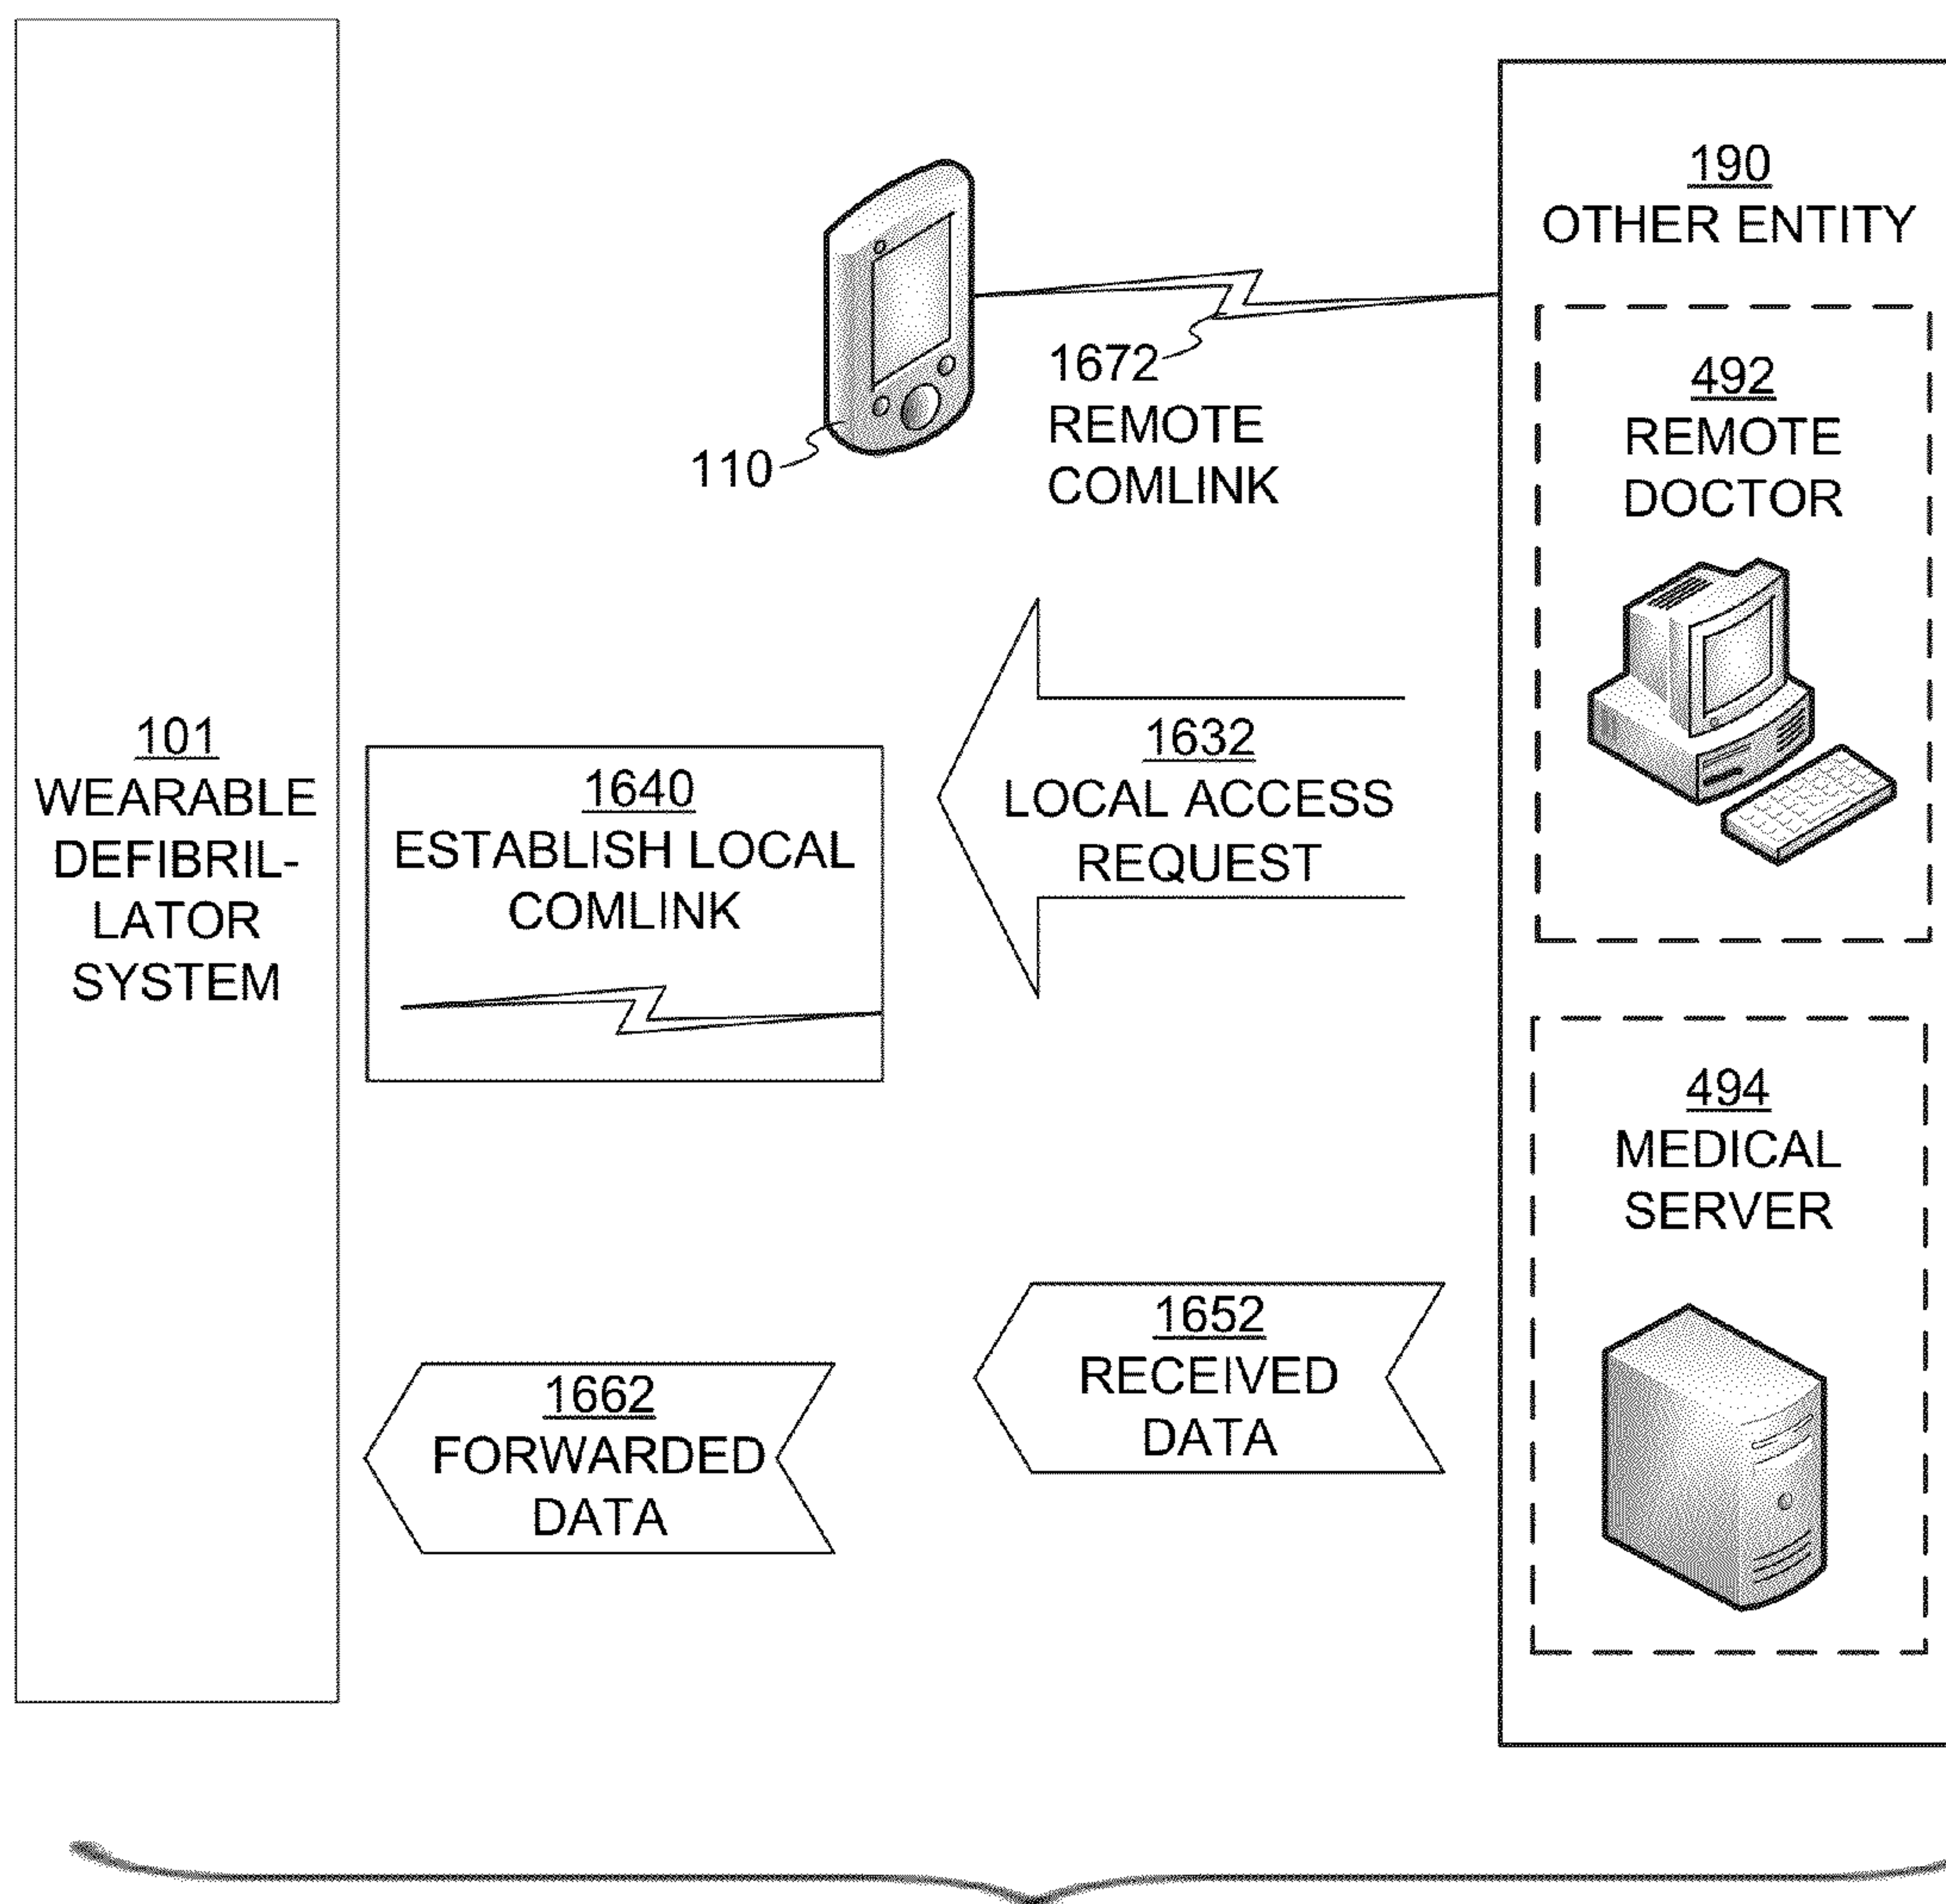 101
WEARABLE
DEFIBRIL-
LATOR
SYSTEM
110
1672
REMOTE
COMLINK
1640
ESTABLISH LOCAL
COMLINK
1632
LOCAL ACCESS
REQUEST
1652
RECEIVED
DATA
1662
FORWARDED
DATA
190
OTHER ENTITY
492
REMOTE
DOCTOR
494
MEDICAL
SERVER